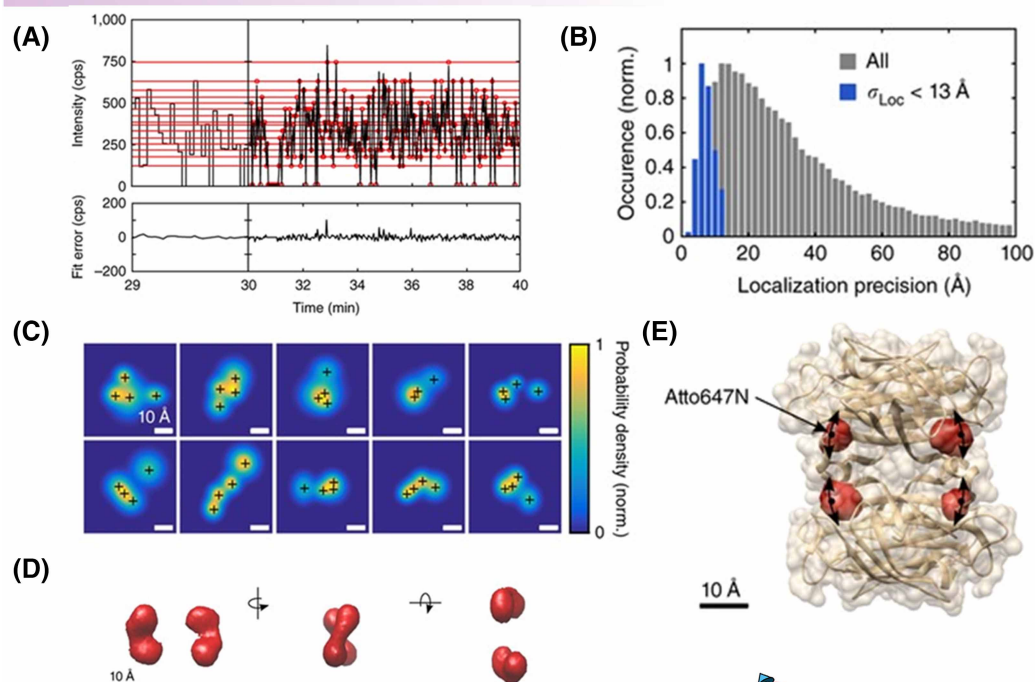 (A)
1,000
750
500
250
0
Intensity (cps)
200
0
−200
Fit error (cps)
29
30
32
34
36
38
40
Time (min)
(B)
1
0.8
0.6
0.4
0.2
0
Occurence (norm.)
All
σLoc < 13 Å
0
20
40
60
80
100
Localization precision (Å)
(C)
10 Å
1
0
Probability density (norm.)
(D)
10 Å
(E)
Atto647N
10 Å